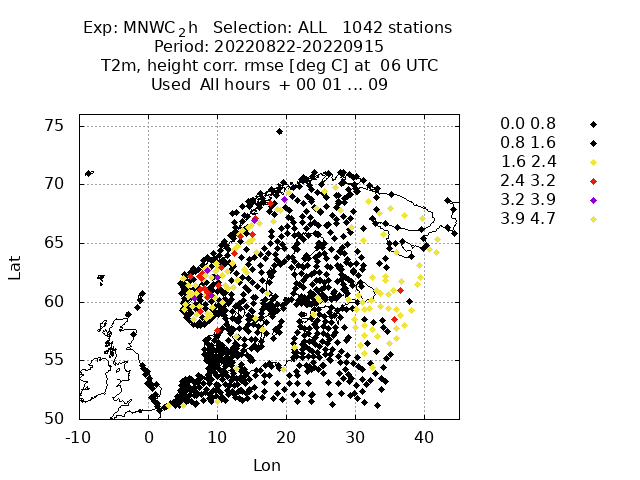 Exp: MNWC_2h Selection: ALL 1042 stations
Period: 20220822-20220915
T2m, height corr. rmse [deg C] at 06 UTC
Used All hours + 00 01 ... 09
0.0 0.8
0.8 1.6
1.6 2.4
2.4 3.2
3.2 3.9
3.9 4.7
Lat
75
70
65
60
55
50
-10 0 10 20 30 40
Lon